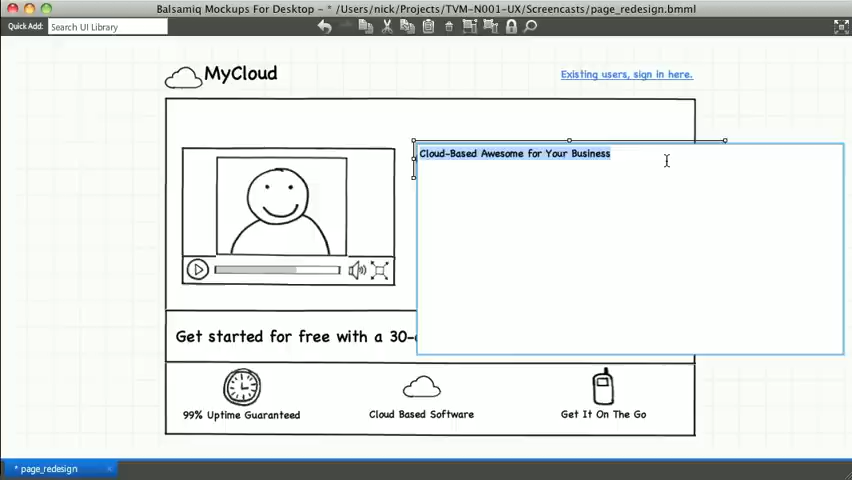 Balsamiq Mockups For Desktop - * /Users/nick/Projects/TVM-N001-UX/Screencasts/page_redesign.bmml
Quick Add: Search UI Library
MyCloud
Existing users, sign in here.
Cloud-Based Awesome for Your Business
Get started for free with a 30-
99% Uptime Guaranteed
Cloud Based Software
Get It On The Go
* page_redesign